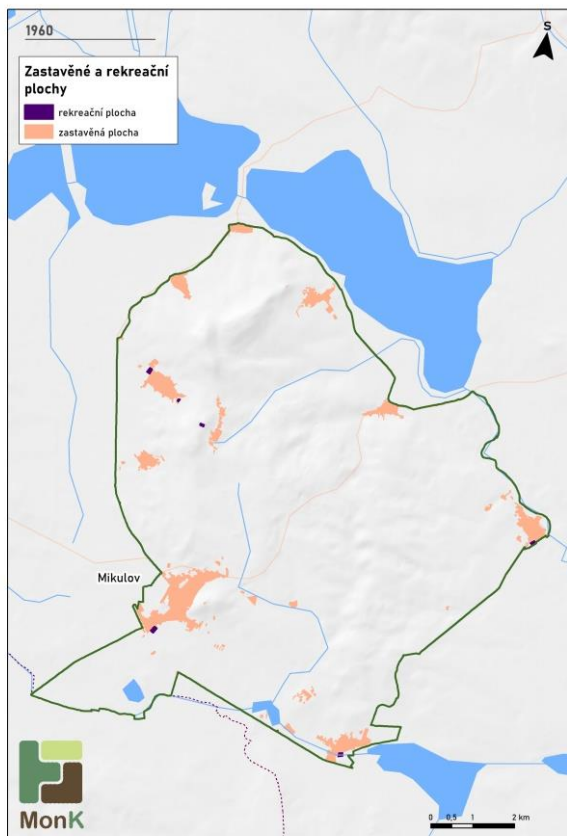 1960
S
Zastavěné a rekreační
plochy
rekreační plocha
zastavěná plocha
Mikulov
MonK
0 0,5 1 2 km